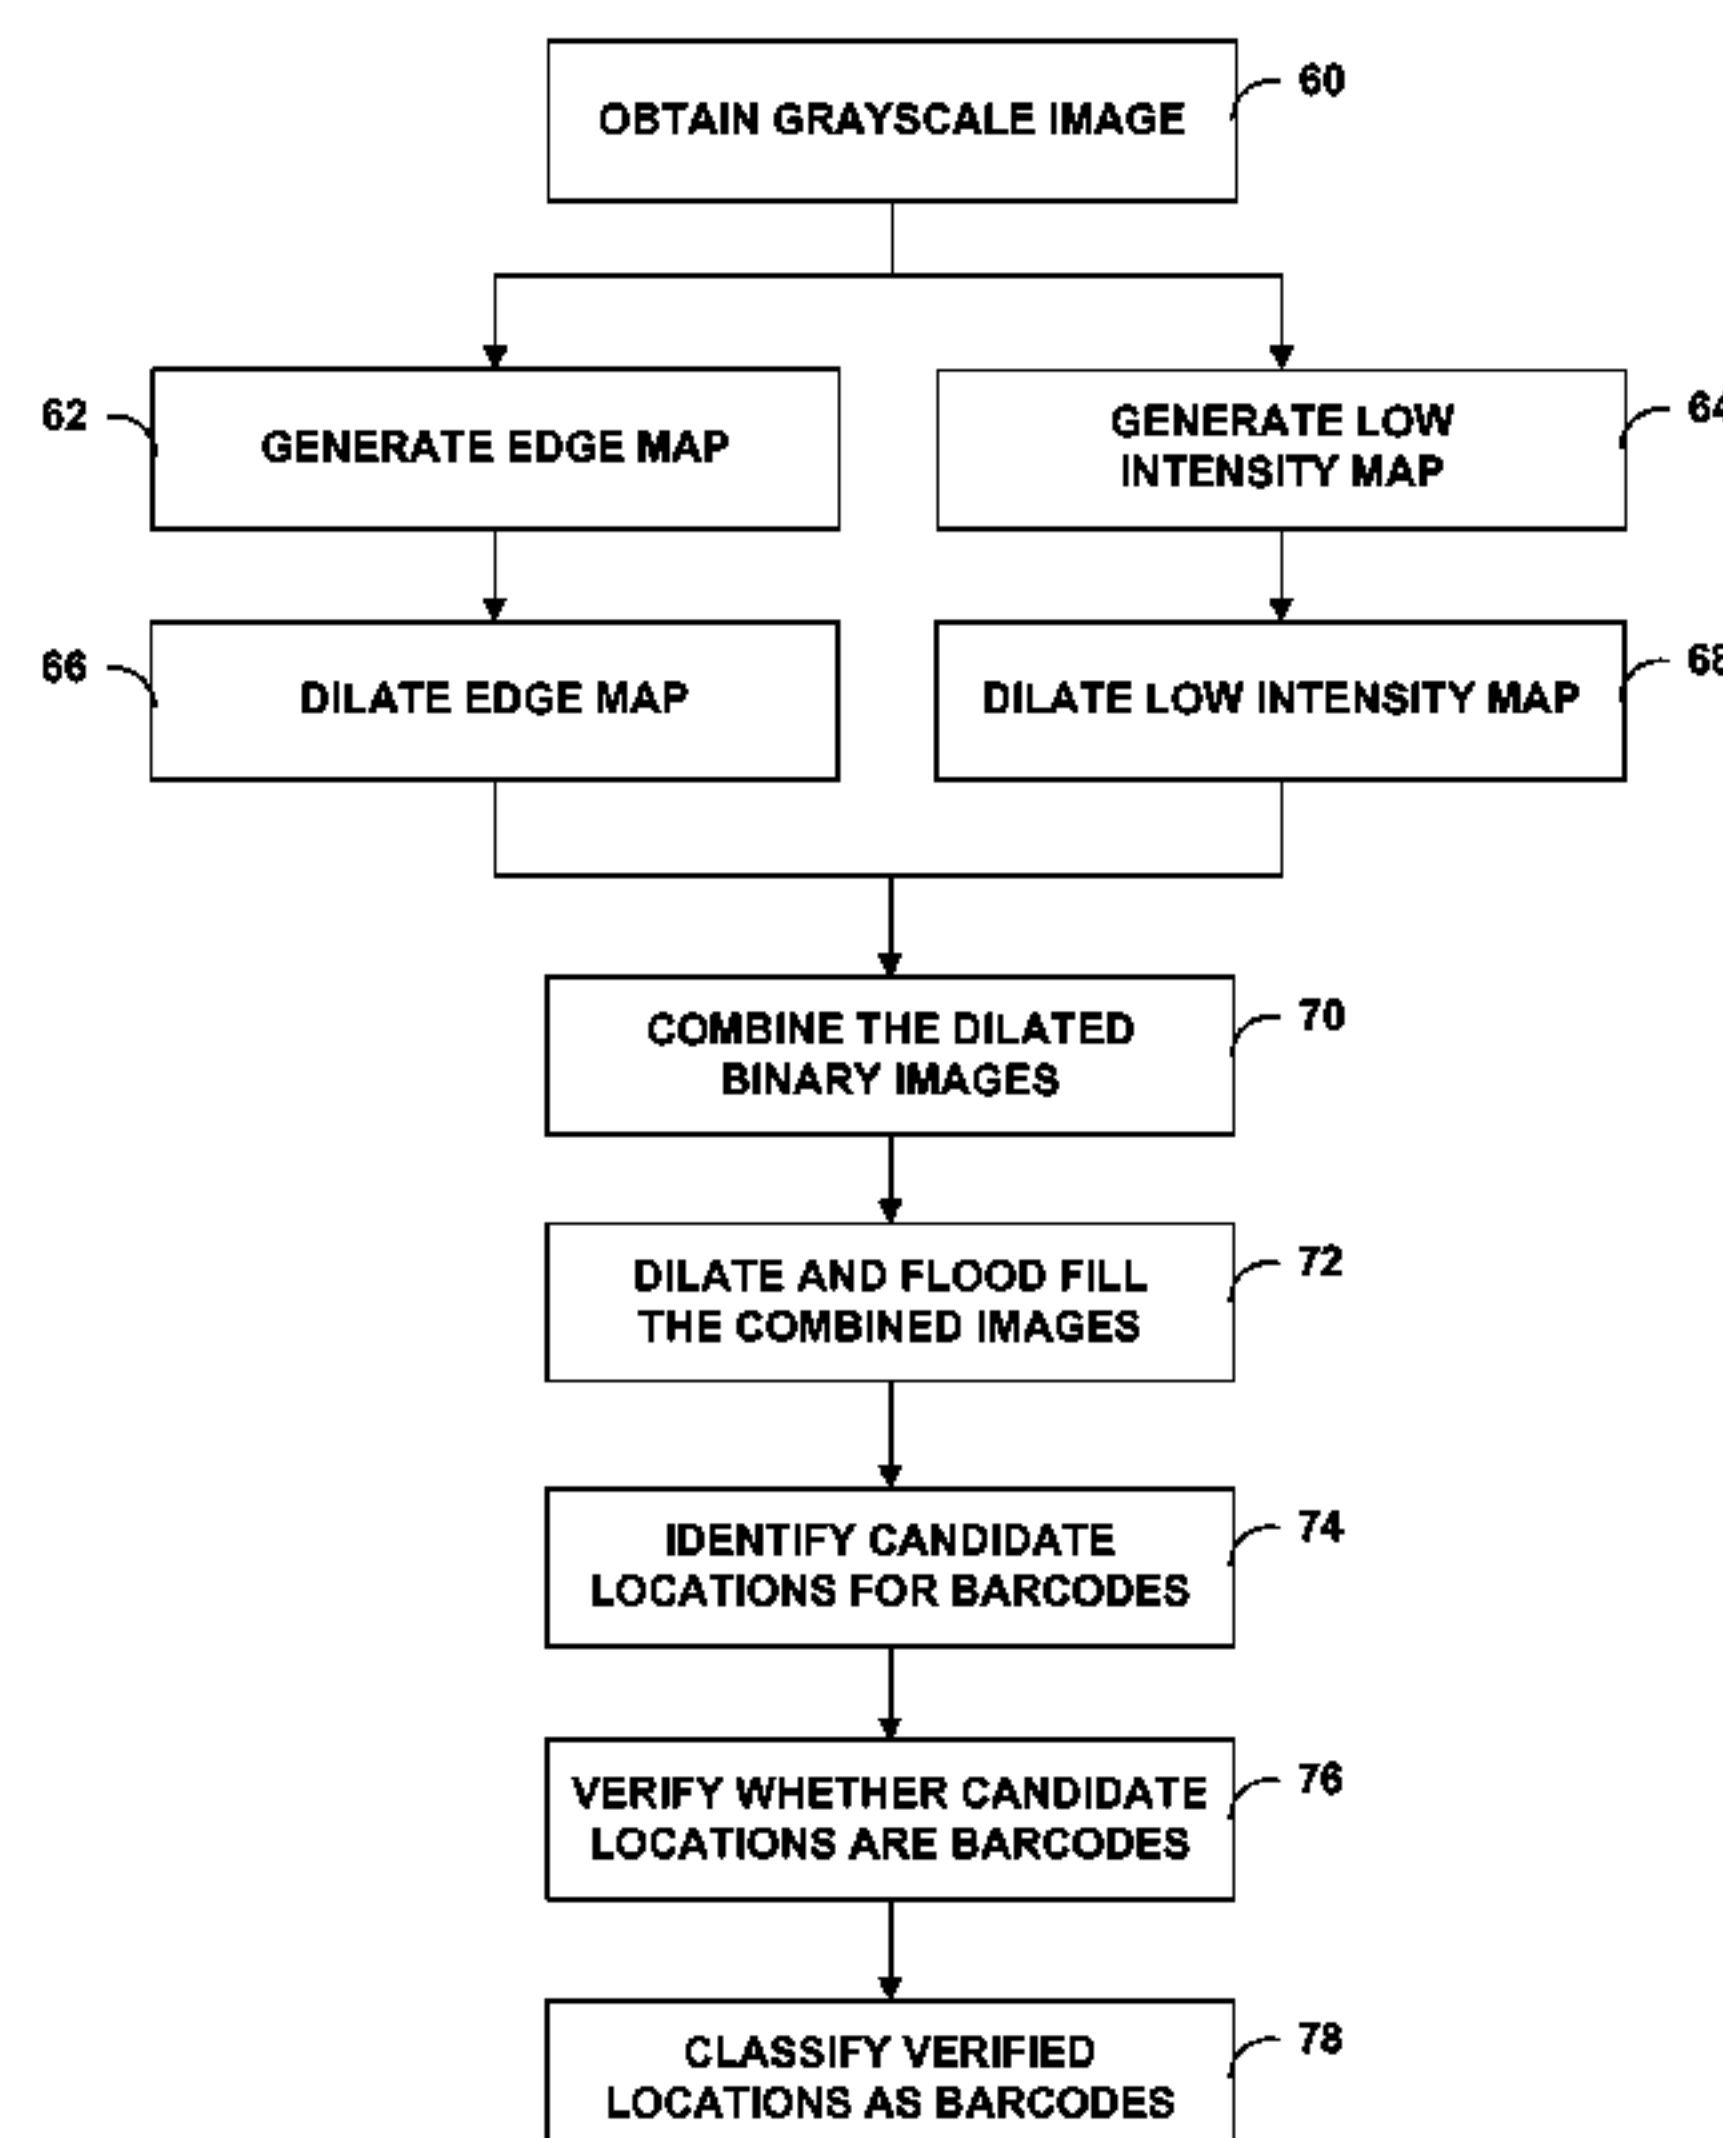 OBTAIN GRAYSCALE IMAGE
60
62
GENERATE EDGE MAP
GENERATE LOW
INTENSITY MAP
64
66
DILATE EDGE MAP
DILATE LOW INTENSITY MAP
68
COMBINE THE DILATED
BINARY IMAGES
70
DILATE AND FLOOD FILL
THE COMBINED IMAGES
72
IDENTIFY CANDIDATE
LOCATIONS FOR BARCODES
74
VERIFY WHETHER CANDIDATE
LOCATIONS ARE BARCODES
76
CLASSIFY VERIFIED
LOCATIONS AS BARCODES
78